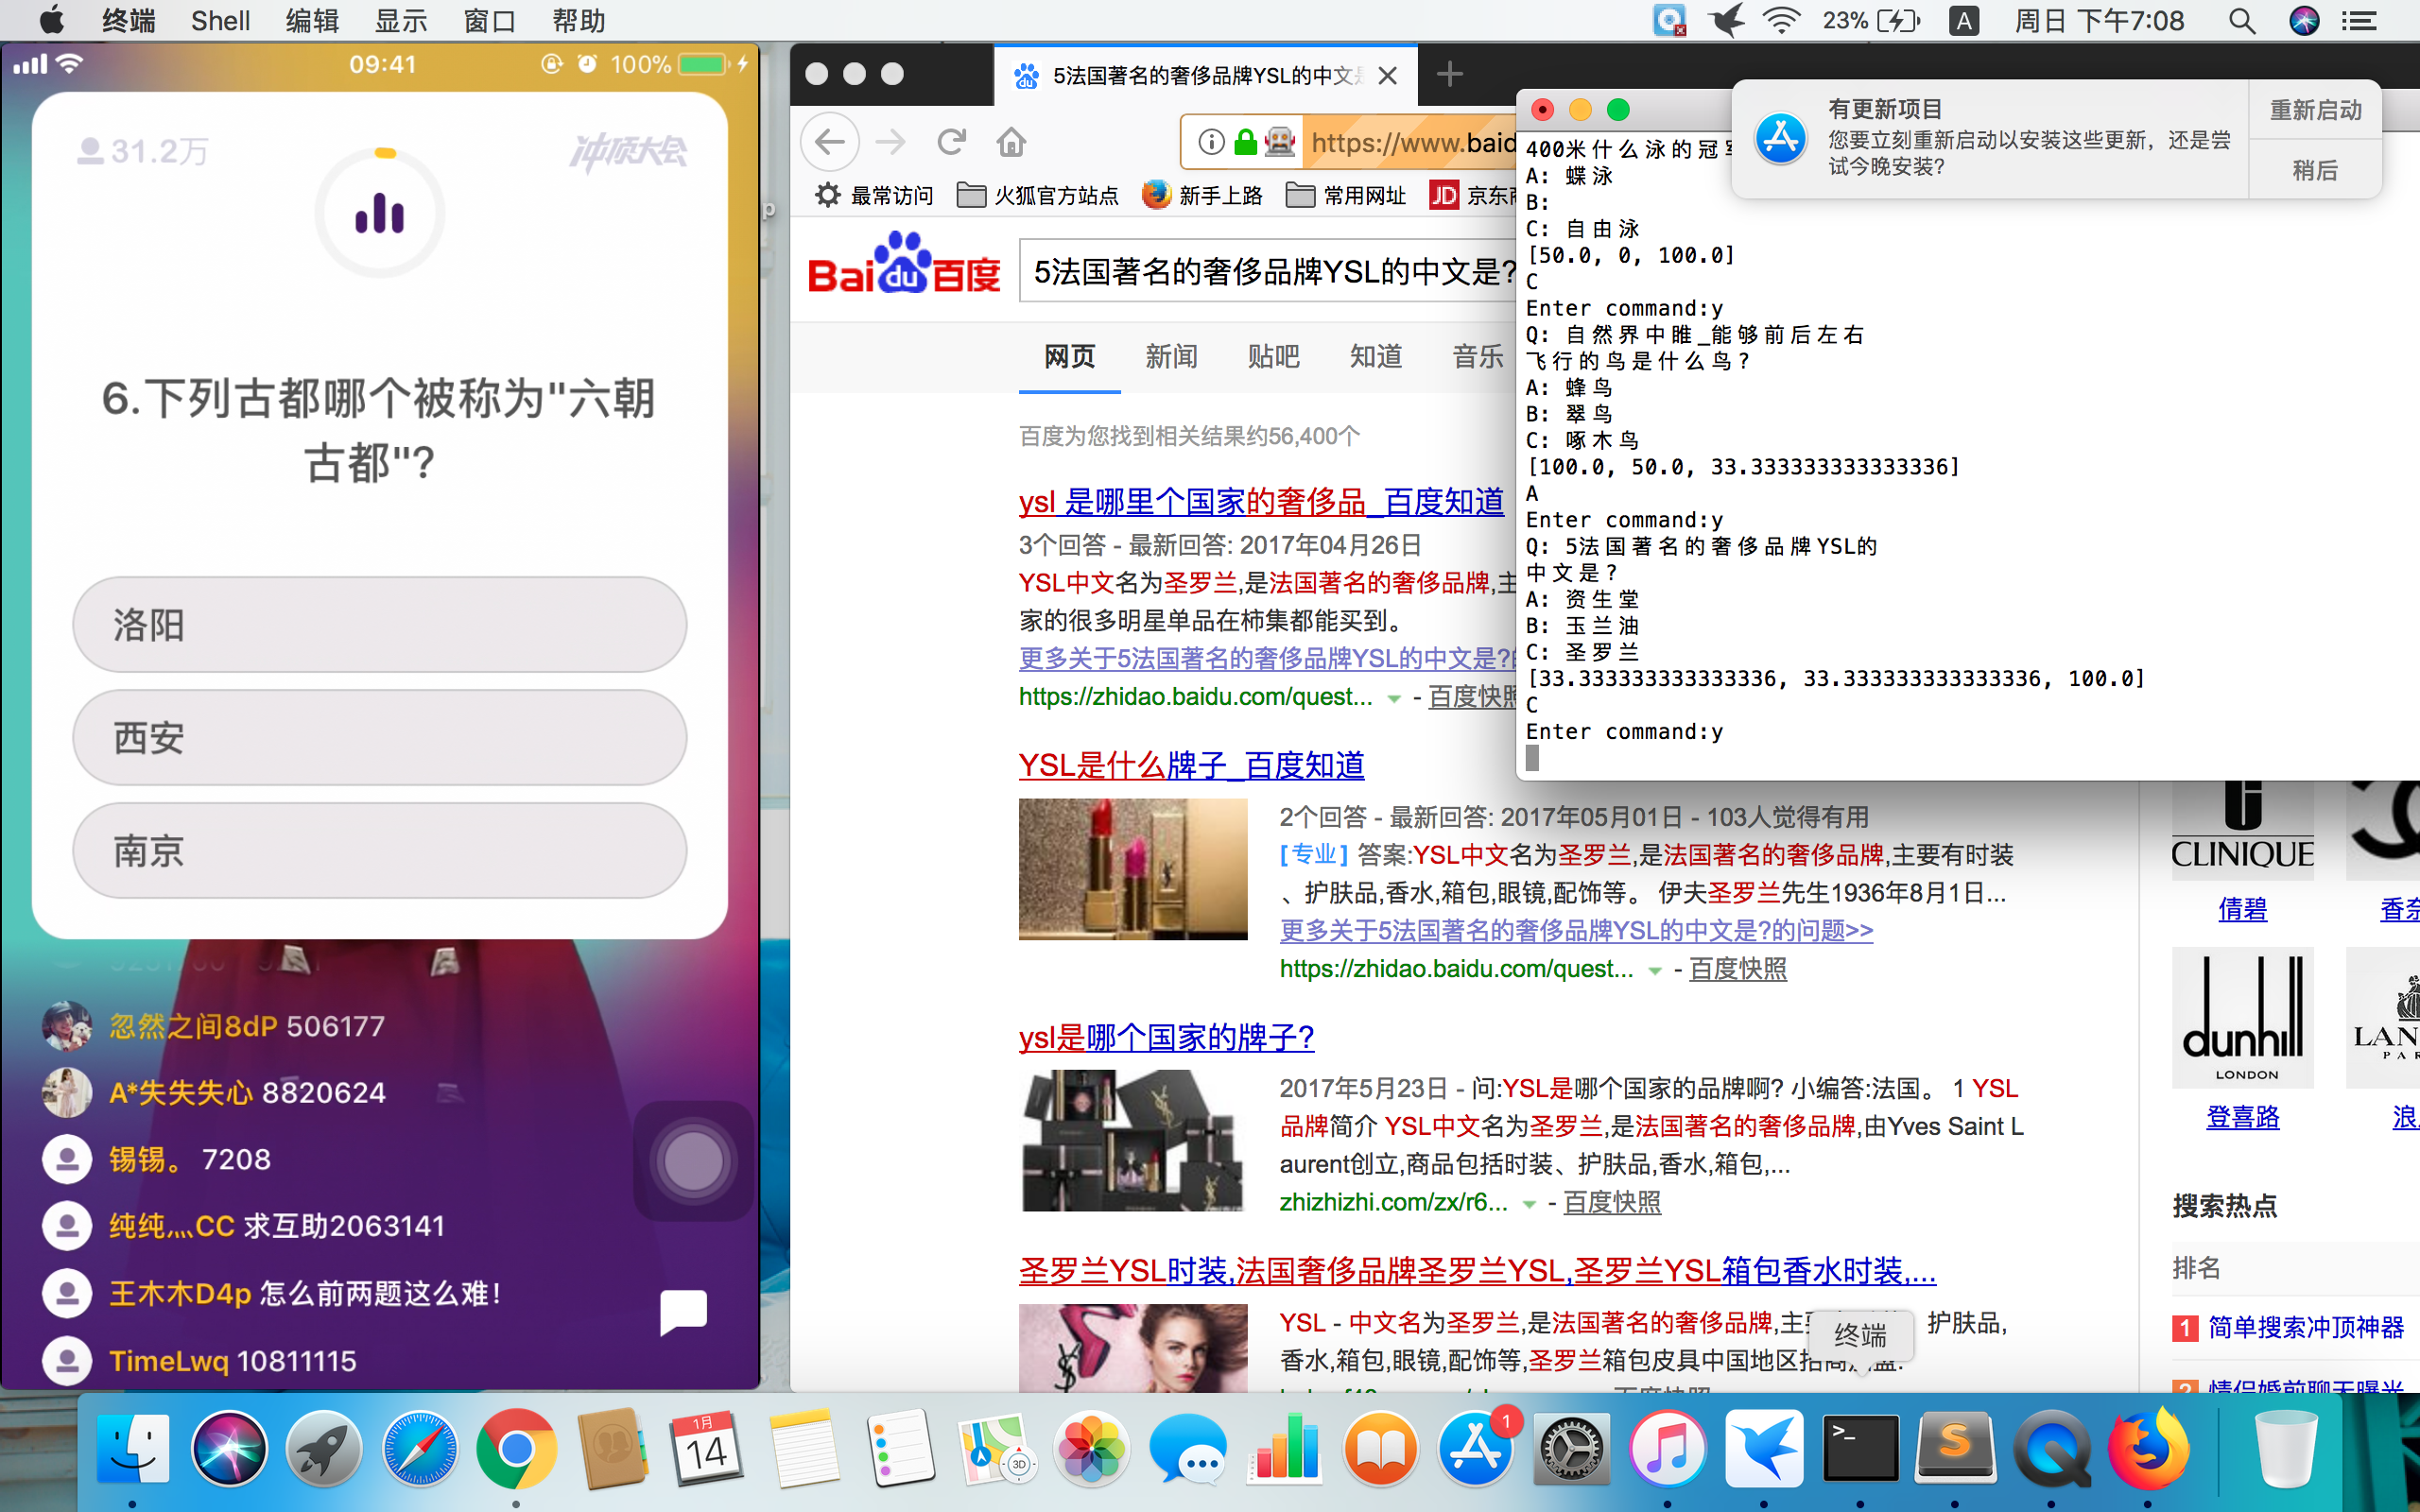 终端 Shell 编辑 显示 窗口 帮助
23% A 周日 下午7:08
09:41
100%
31.2万
冲顶大会
6.下列古都哪个被称为"六朝
古都"?
洛阳
西安
南京
忽然之间8dP 506177
A*失失失心 8820624
锡锡。 7208
纯纯灬CC 求互助2063141
王木木D4p 怎么前两题这么难!
TimeLwq 10811115
5法国著名的奢侈品牌YSL的中文
https://www.baid
最常访问 火狐官方站点 新手上路 常用网址 JD 京东
Bai du 百度
5法国著名的奢侈品牌YSL的中文是?
网页 新闻 贴吧 知道 音乐
百度为您找到相关结果约56,400个
ysl 是哪里个国家的奢侈品_百度知道
3个回答 - 最新回答: 2017年04月26日
YSL中文名为圣罗兰,是法国著名的奢侈品牌,主
家的很多明星单品在柿集都能买到。
更多关于5法国著名的奢侈品牌YSL的中文是?
https://zhidao.baidu.com/quest... - 百度快照
YSL是什么牌子_百度知道
2个回答 - 最新回答: 2017年05月01日 - 103人觉得有用
[专业] 答案:YSL中文名为圣罗兰,是法国著名的奢侈品牌,主要有时装
、护肤品,香水,箱包,眼镜,配饰等。 伊夫圣罗兰先生1936年8月1日...
更多关于5法国著名的奢侈品牌YSL的中文是?的问题>>
https://zhidao.baidu.com/quest... - 百度快照
ysl是哪个国家的牌子?
2017年5月23日 - 问:YSL是哪个国家的品牌啊? 小编答:法国。 1 YSL
品牌简介 YSL中文名为圣罗兰,是法国著名的奢侈品牌,由Yves Saint L
aurent创立,商品包括时装、护肤品,香水,箱包,...
zhizhizhi.com/zx/r6... - 百度快照
圣罗兰YSL时装,法国奢侈品牌圣罗兰YSL,圣罗兰YSL箱包香水时装,...
YSL - 中文名为圣罗兰,是法国著名的奢侈品牌,主 护肤品,
香水,箱包,眼镜,配饰等,圣罗兰箱包皮具中国地区招商
终端
400米什么泳的冠
A: 蝶泳
B:
C: 自由泳
[50.0, 0, 100.0]
C
Enter command:y
Q: 自然界中睢_能够前后左右
飞行的鸟是什么鸟?
A: 蜂鸟
B: 翠鸟
C: 啄木鸟
[100.0, 50.0, 33.333333333333336]
A
Enter command:y
Q: 5法国著名的奢侈品牌YSL的
中文是?
A: 资生堂
B: 玉兰油
C: 圣罗兰
[33.333333333333336, 33.333333333333336, 100.0]
C
Enter command:y
有更新项目
您要立刻重新启动以安装这些更新，还是尝
试今晚安装?
重新启动
稍后
CLINIQUE
倩碧 香
dunhill
LONDON
LAN
PAR
登喜路 浪
搜索热点
排名
1 简单搜索冲顶神器
2 情侣婚前聊天曝光
1月
14
3D
1